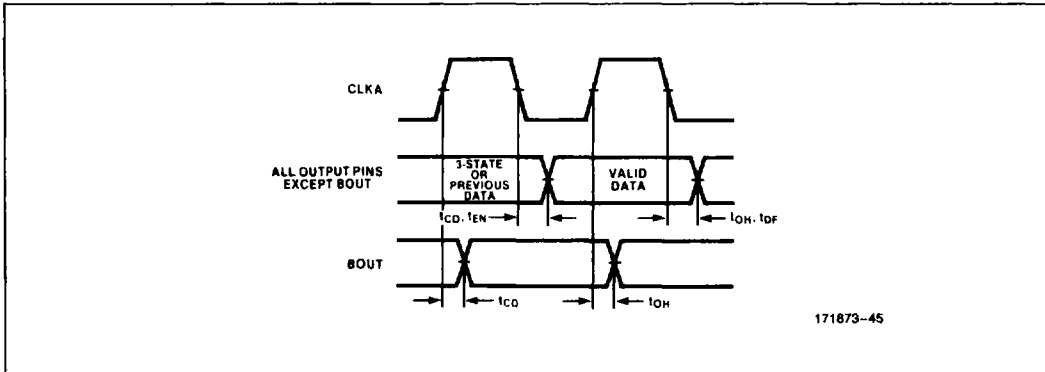 CLKA
ALL OUTPUT PINS
EXCEPT BOUT
3-STATE
OR
PREVIOUS
DATA
VALID
DATA
tCD, tEN
tOH, tDF
BOUT
tCD
tOH
171873-45